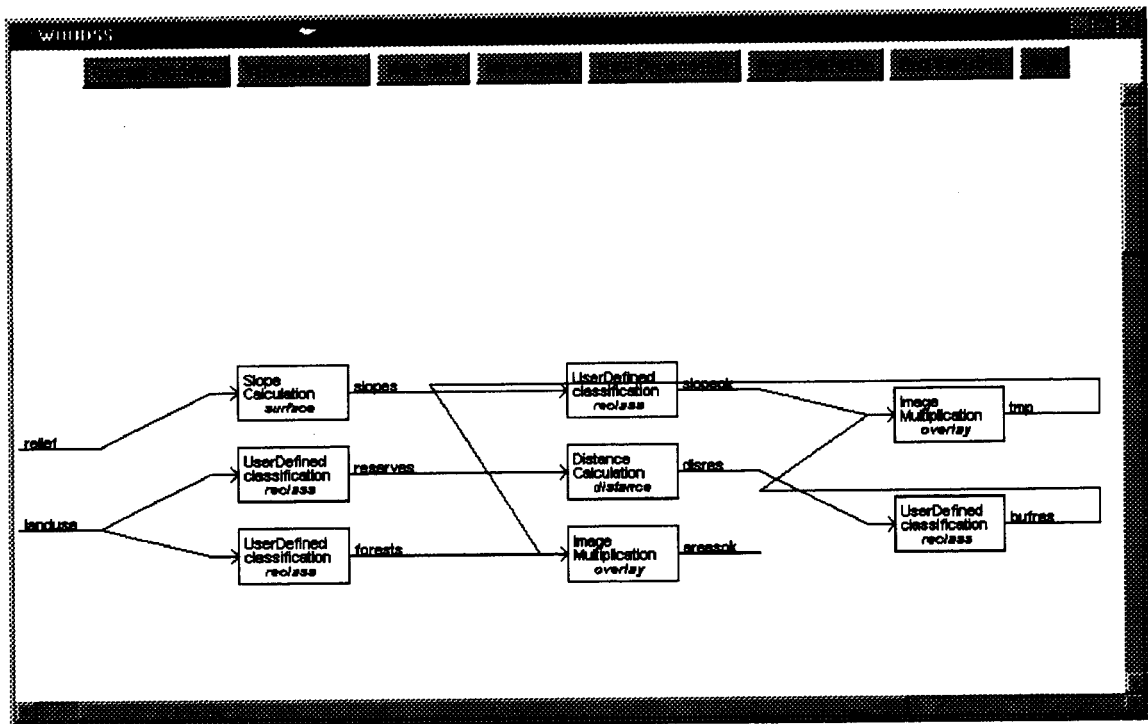 WOODSS
Slope
Calculation
surface
slopes
UserDefined
classification
reclass
slopeok
Image
Multiplication
overlay
tmp
relief
UserDefined
classification
reclass
reserves
Distance
Calculation
distance
disres
UserDefined
classification
reclass
bufres
landuse
UserDefined
classification
reclass
forests
Image
Multiplication
overlay
areasok